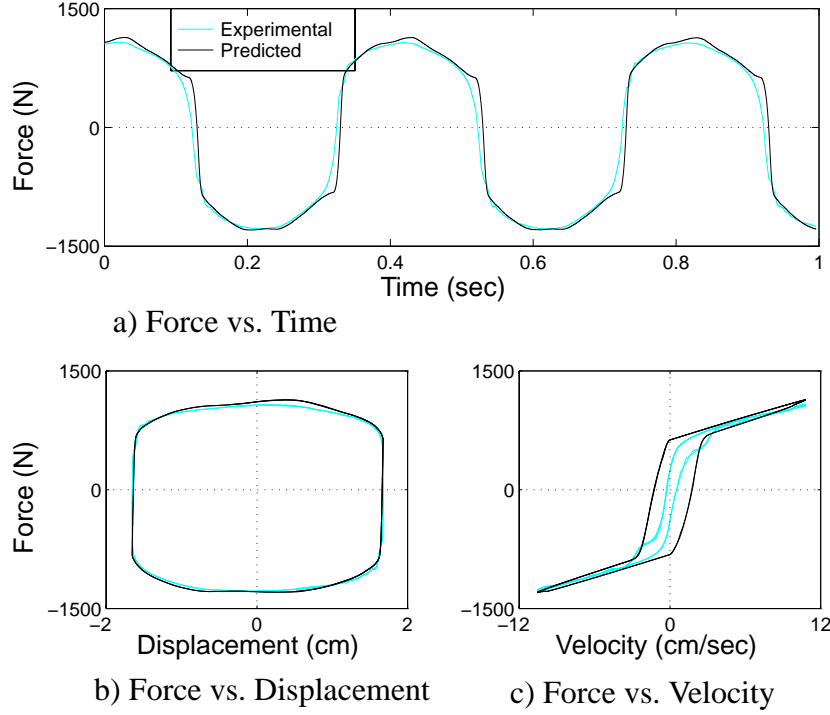 Experimental
Predicted
1500
0
−1500
Force (N)
0 0.2 0.4 0.6 0.8 1
Time (sec)
a) Force vs. Time
1500
0
−1500
Force (N)
−2 0 2
Displacement (cm)
b) Force vs. Displacement
1500
0
−1500
−12 0 12
Velocity (cm/sec)
c) Force vs. Velocity